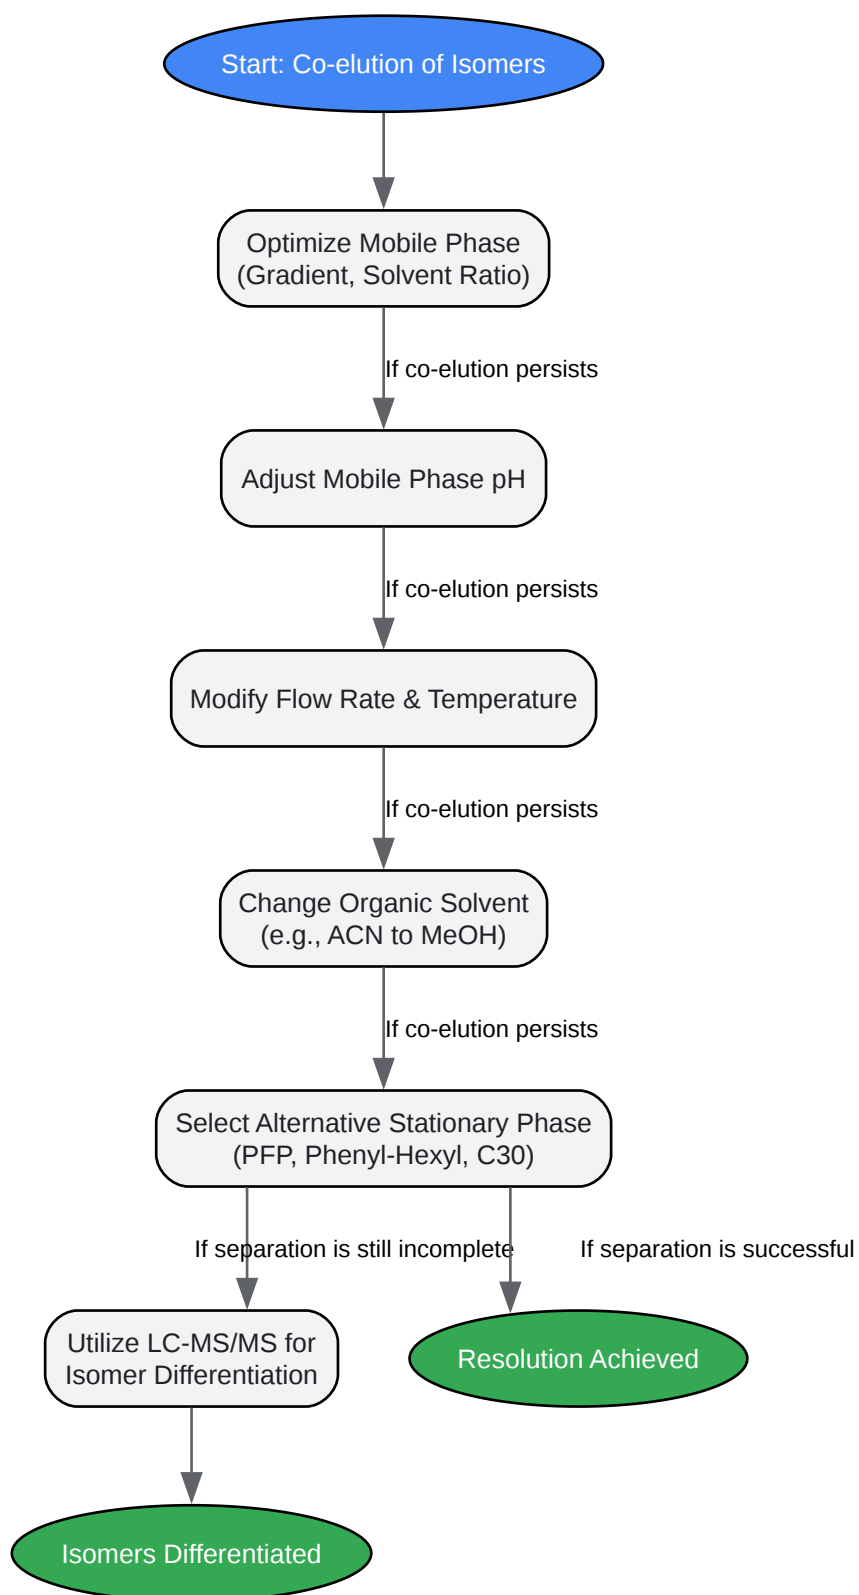 Start: Co-elution of Isomers
Optimize Mobile Phase
(Gradient, Solvent Ratio)
If co-elution persists
Adjust Mobile Phase pH
If co-elution persists
Modify Flow Rate & Temperature
If co-elution persists
Change Organic Solvent
(e.g., ACN to MeOH)
If co-elution persists
Select Alternative Stationary Phase
(PFP, Phenyl-Hexyl, C30)
If separation is still incomplete
If separation is successful
Utilize LC-MS/MS for
Isomer Differentiation
Resolution Achieved
Isomers Differentiated